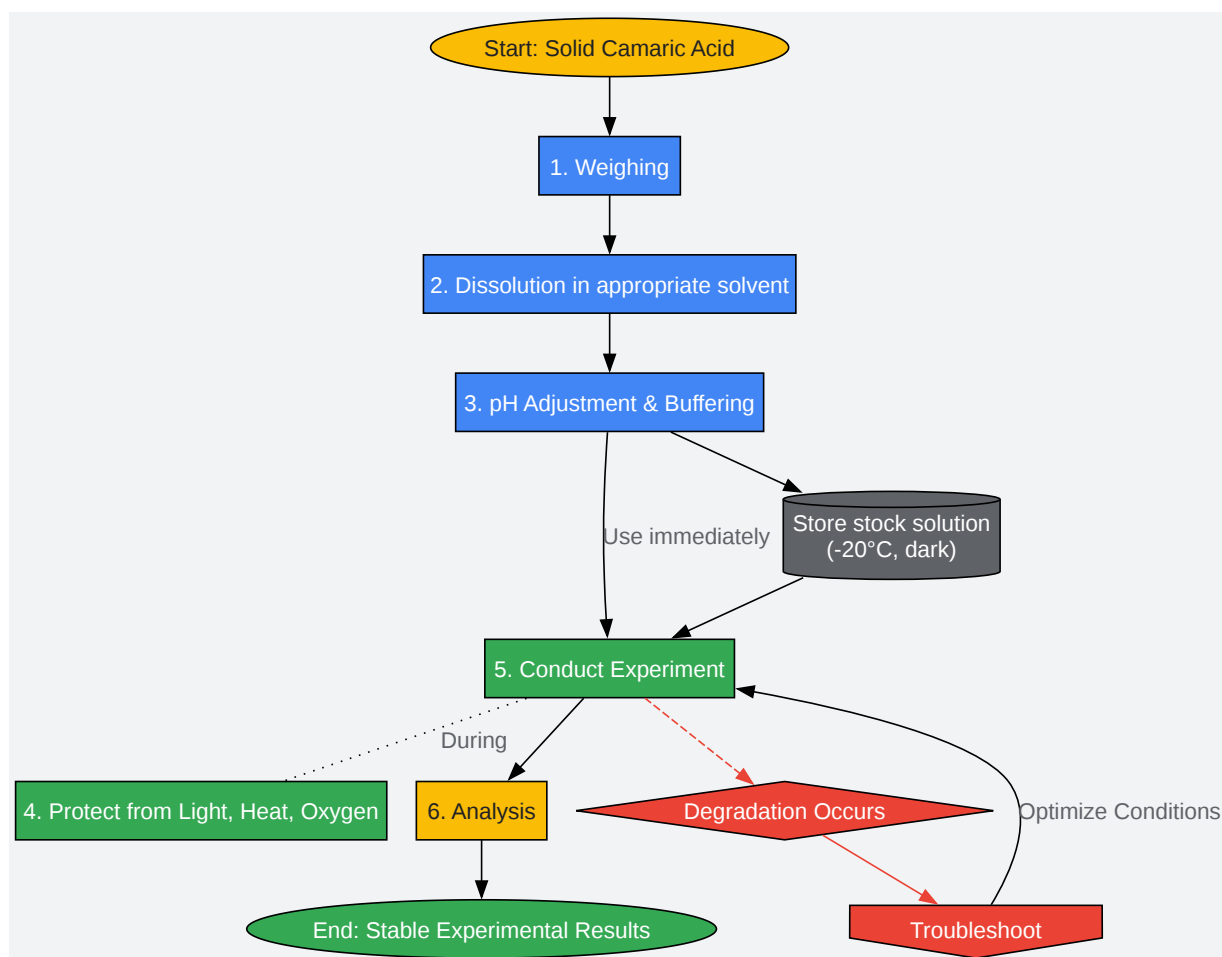 Start: Solid Camaric Acid
1. Weighing
2. Dissolution in appropriate solvent
3. pH Adjustment & Buffering
Use immediately
Store stock solution
(-20°C, dark)
5. Conduct Experiment
During
4. Protect from Light, Heat, Oxygen
6. Analysis
Degradation Occurs
Optimize Conditions
End: Stable Experimental Results
Troubleshoot